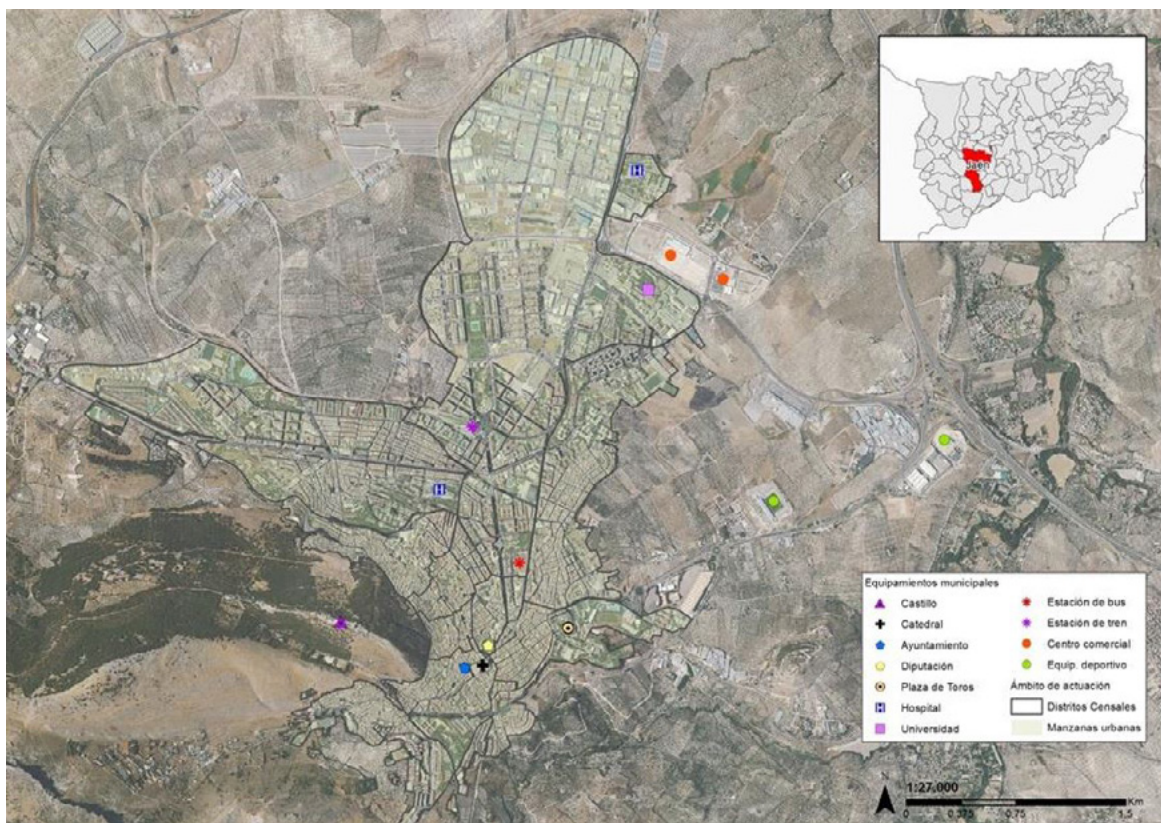 Jaén
H
H
Equipamientos municipales
Castillo
Catedral
Ayuntamiento
Diputación
Plaza de Toros
H Hospital
Universidad
Estación de bus
Estación de tren
Centro comercial
Equip. deportivo
Ámbito de actuación
Distritos Censales
Manzanas urbanas
N
1:27.000
Km
0 0.375 0.75 1.5